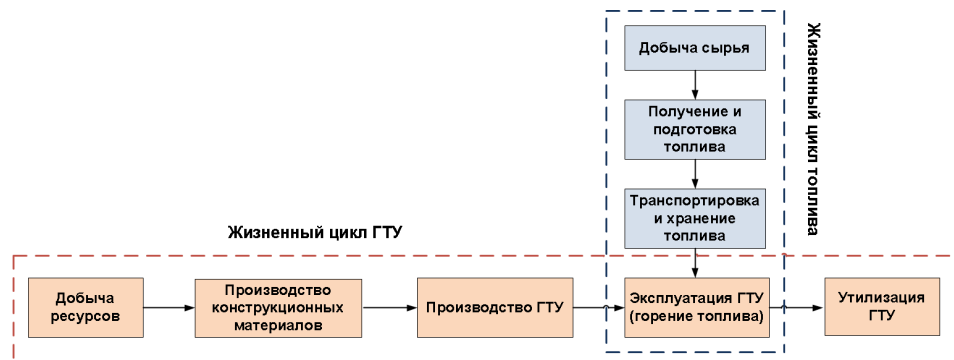 Добыча сырья
Получение и
подготовка
топлива
Транспортировка
и хранение
топлива
Жизненный цикл топлива
Жизненный цикл ГТУ
Добыча
ресурсов
Производство
конструкционных
материалов
Производство ГТУ
Эксплуатация ГТУ
(горение топлива)
Утилизация
ГТУ